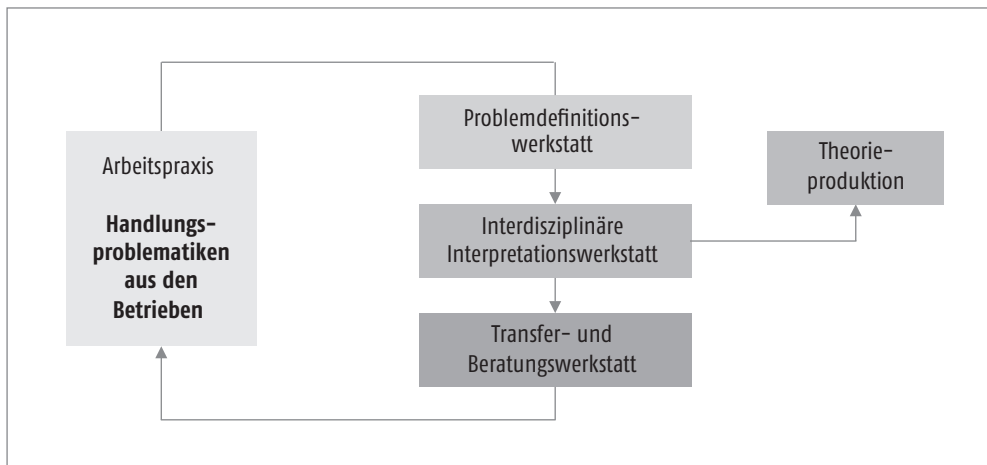 Arbeitspraxis
Handlungs-
problematiken
aus den
Betrieben
Problemdefinitions-
werkstatt
Interdisziplinäre
Interpretationswerkstatt
Transfer- und
Beratungswerkstatt
Theorie-
produktion